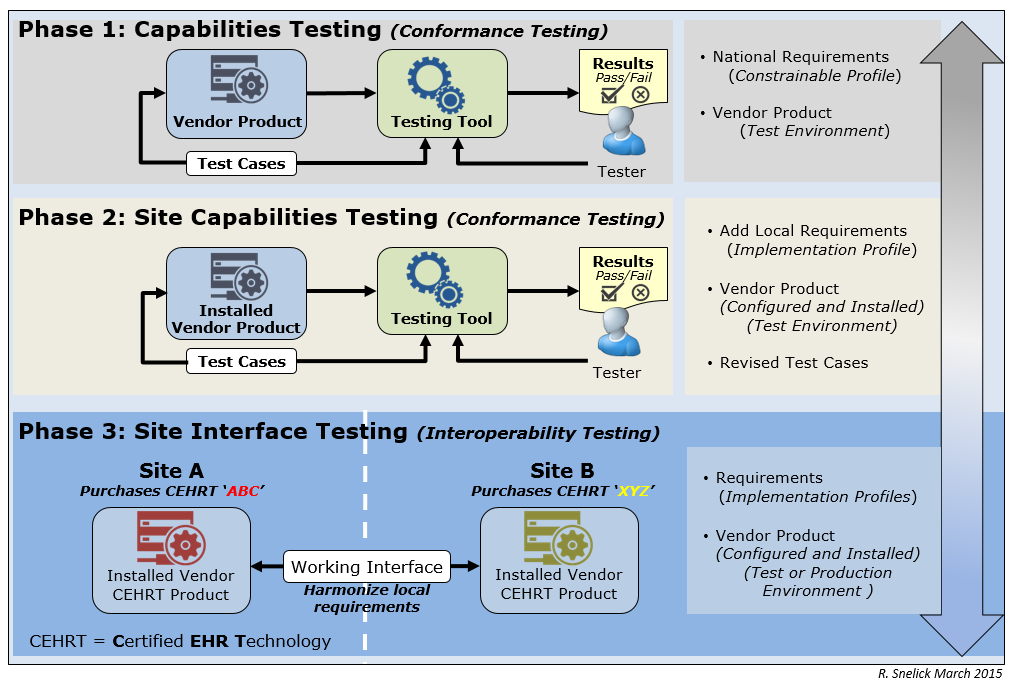 Phase 1: Capabilities Testing (Conformance Testing)
Vendor Product
Testing Tool
Results
Pass/Fail
Test Cases
Tester
• National Requirements
(Constrainable Profile)
• Vendor Product
(Test Environment)
Phase 2: Site Capabilities Testing (Conformance Testing)
Installed
Vendor Product
Testing Tool
Results
Pass/Fail
Test Cases
Tester
• Add Local Requirements
(Implementation Profile)
• Vendor Product
(Configured and Installed)
(Test Environment)
• Revised Test Cases
Phase 3: Site Interface Testing (Interoperability Testing)
Site A
Purchases CEHRT ‘ABC’
Installed Vendor
CEHRT Product
Working Interface
Harmonize local
requirements
Site B
Purchases CEHRT ‘XYZ’
Installed Vendor
CEHRT Product
• Requirements
(Implementation Profiles)
• Vendor Product
(Configured and Installed)
(Test or Production
Environment )
CEHRT = Certified EHR Technology
R. Snelick March 2015